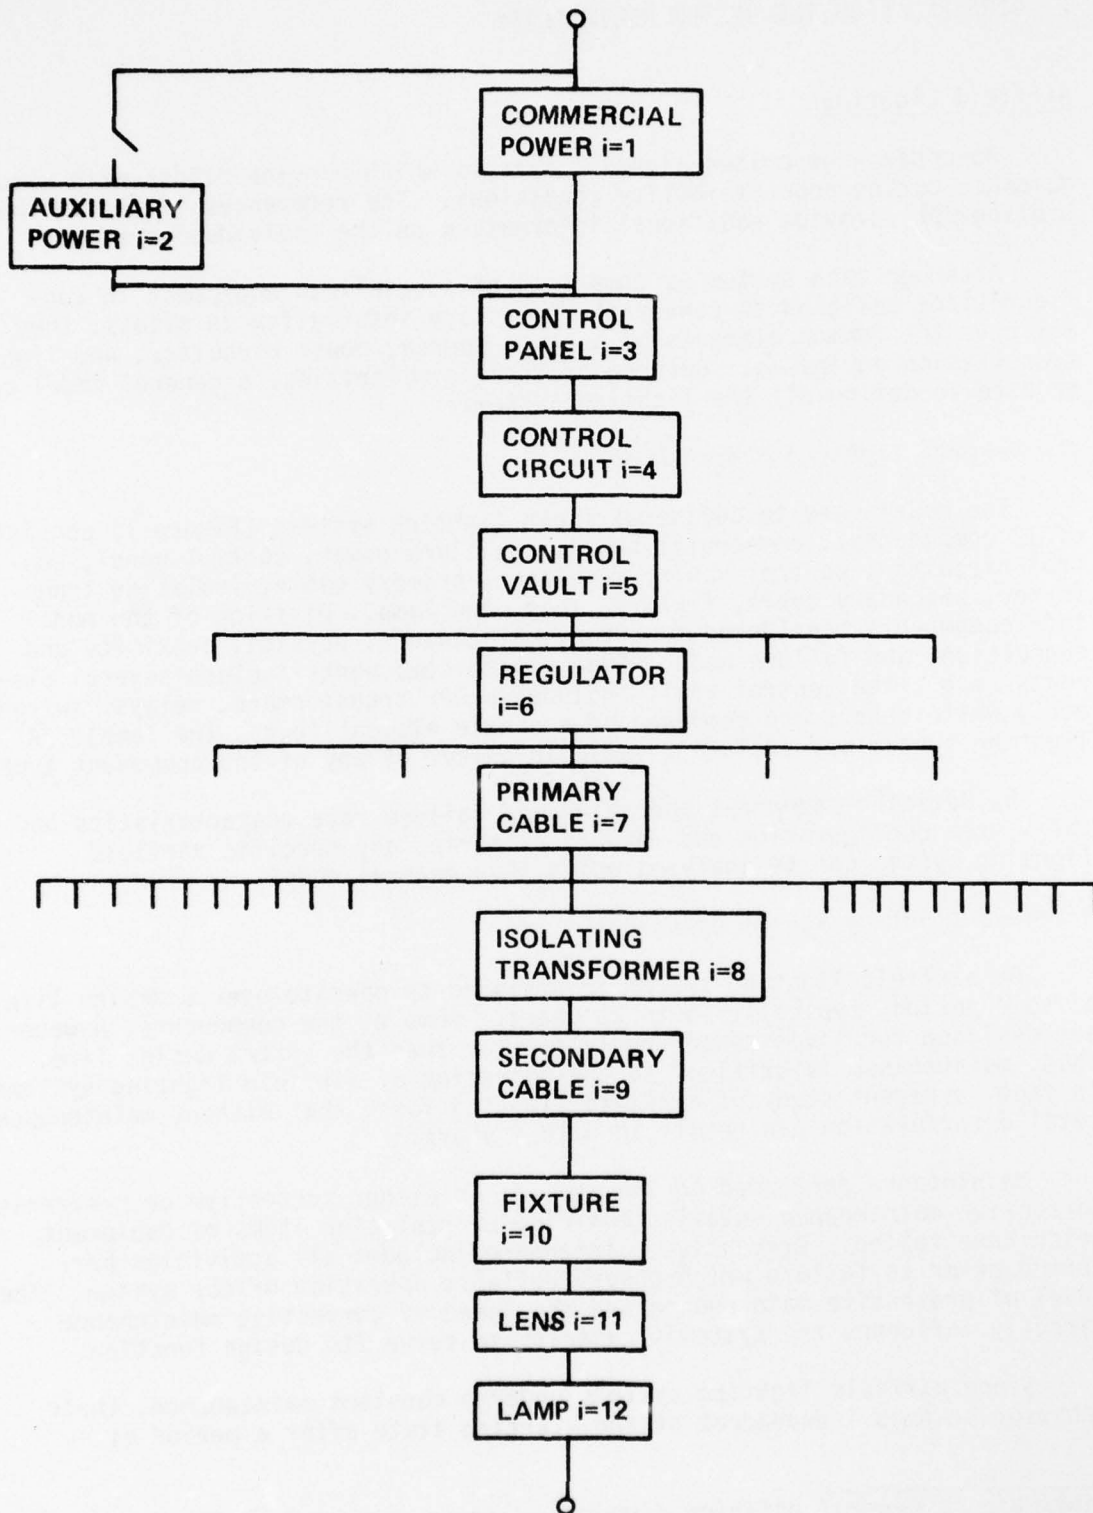 COMMERCIAL
POWER i=1
AUXILIARY
POWER i=2
CONTROL
PANEL i=3
CONTROL
CIRCUIT i=4
CONTROL
VAULT i=5
REGULATOR
i=6
PRIMARY
CABLE i=7
ISOLATING
TRANSFORMER i=8
SECONDARY
CABLE i=9
FIXTURE
i=10
LENS i=11
LAMP i=12